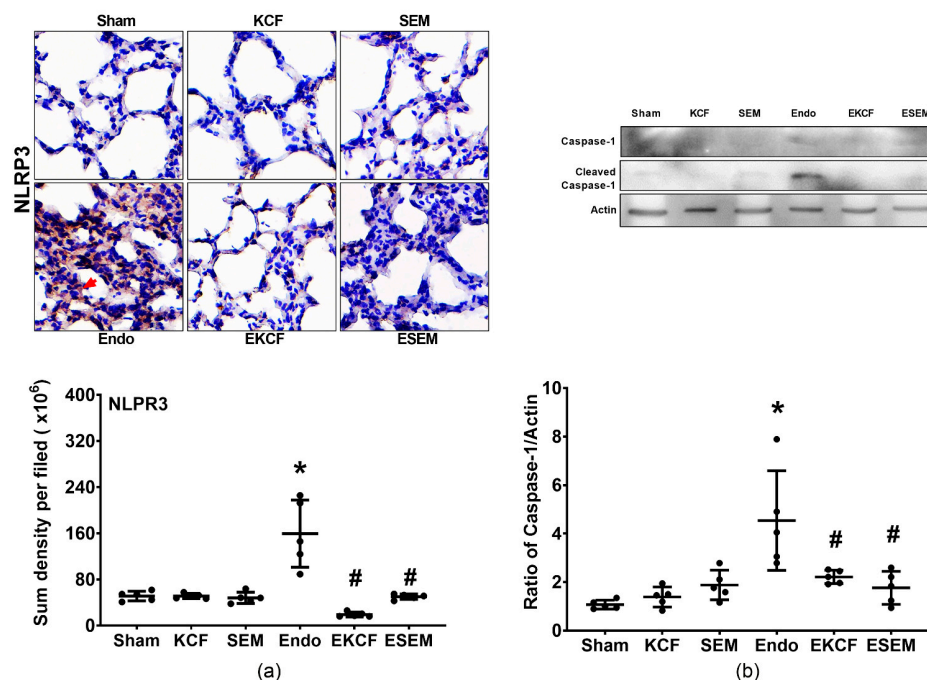 Sham KCF SEM
NLRP3
Endo EKCF ESEM
Sham KCF SEM Endo EKCF ESEM
Caspase-1
Cleaved
Caspase-1
Actin
NLPR3
Sum density per filed ( x10⁶)
400
320
240
160
80
0
*
#
#
Sham KCF SEM Endo EKCF ESEM
(a)
Ratio of Caspase-1/Actin
10
8
6
4
2
0
*
#
#
Sham KCF SEM Endo EKCF ESEM
(b)